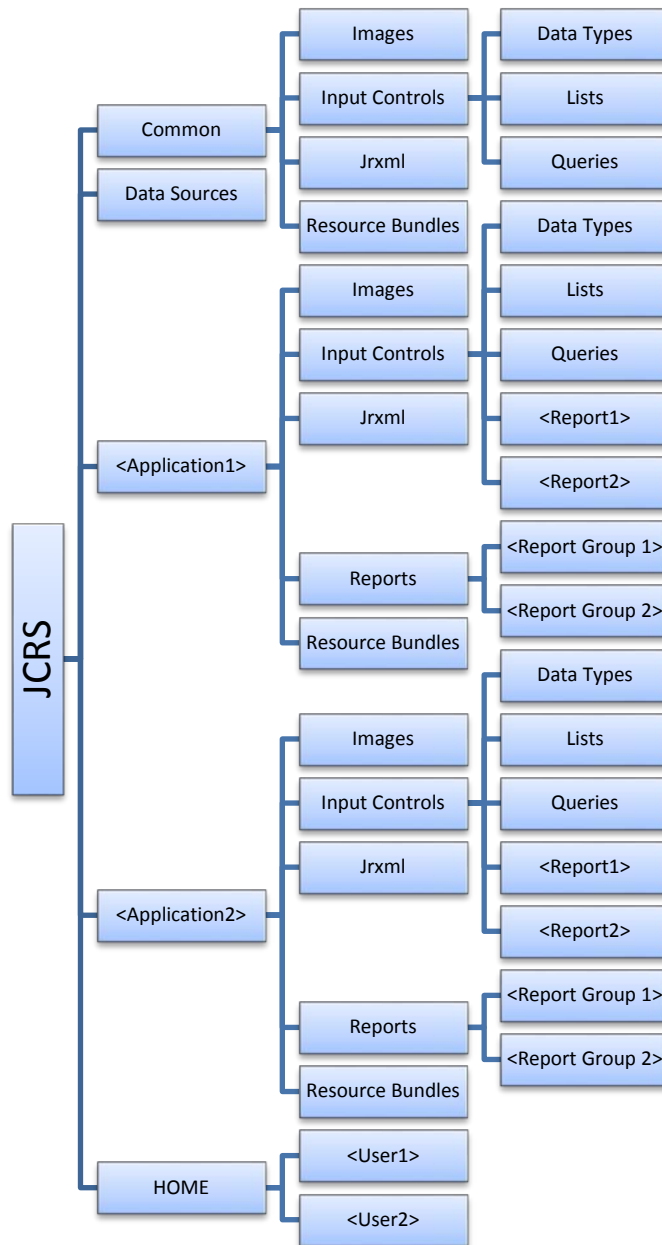 JCRS
Common
Images
Input Controls
Data Types
Lists
Queries
Jrxml
Resource Bundles
Data Sources
<Application1>
Images
Input Controls
Data Types
Lists
Queries
<Report1>
<Report2>
Jrxml
Reports
<Report Group 1>
<Report Group 2>
Resource Bundles
<Application2>
Images
Input Controls
Data Types
Lists
Queries
<Report1>
<Report2>
Jrxml
Reports
<Report Group 1>
<Report Group 2>
Resource Bundles
HOME
<User1>
<User2>